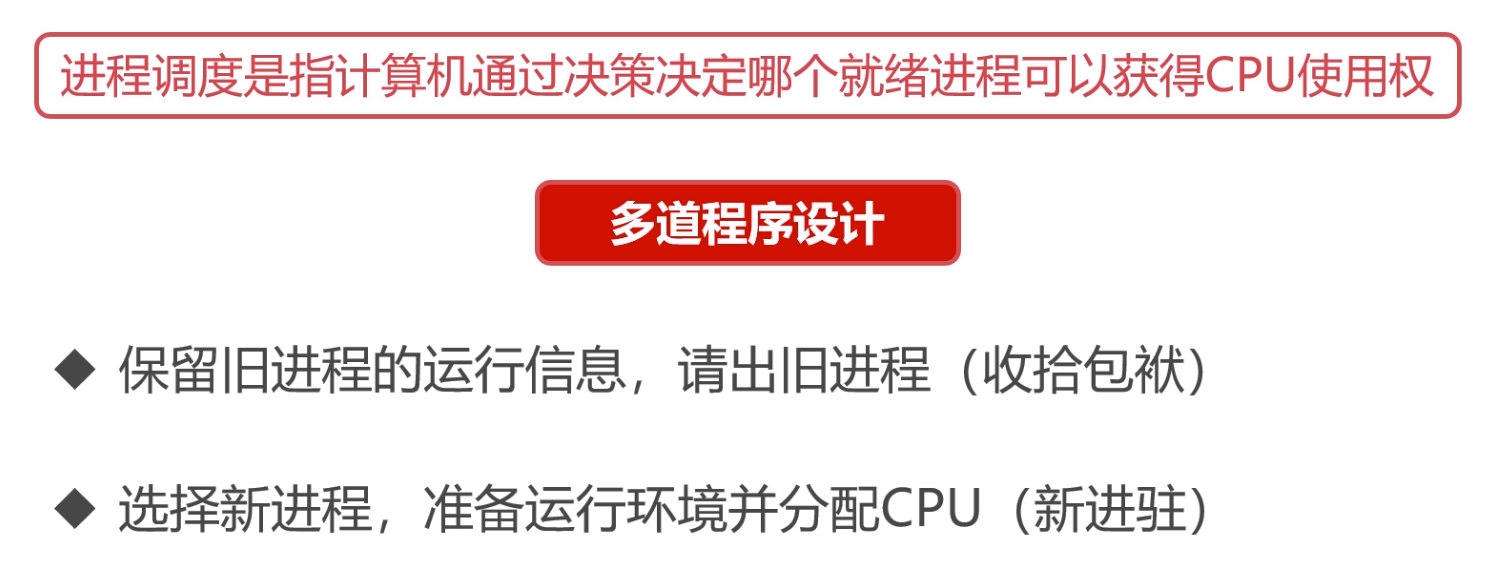 进程调度是指计算机通过决策决定哪个就绪进程可以获得CPU使用权
多道程序设计
◆ 保留旧进程的运行信息，请出旧进程（收拾包袱）
◆ 选择新进程，准备运行环境并分配CPU（新进驻）